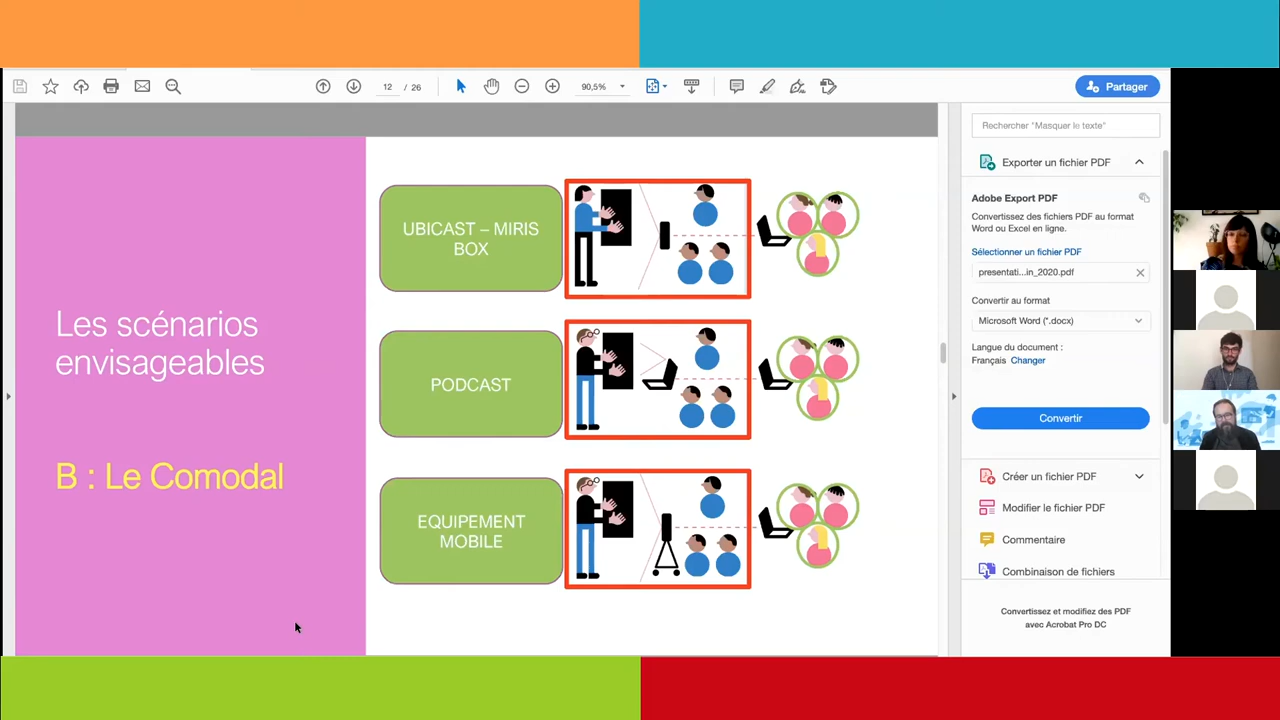 12 / 26
90,5%
Partager
Rechercher "Masquer le texte"
Exporter un fichier PDF
Adobe Export PDF
Convertissez des fichiers PDF au format
Word ou Excel en ligne.
Sélectionner un fichier PDF
presentati...in_2020.pdf
Convertir au format
Microsoft Word (*.docx)
Langue du document :
Français Changer
Convertir
Créer un fichier PDF
Modifier le fichier PDF
Commentaire
Combinaison de fichiers
Convertissez et modifiez des PDF
avec Acrobat Pro DC
Les scénarios
envisageables
B : Le Comodal
UBICAST – MIRIS
BOX
PODCAST
EQUIPEMENT
MOBILE